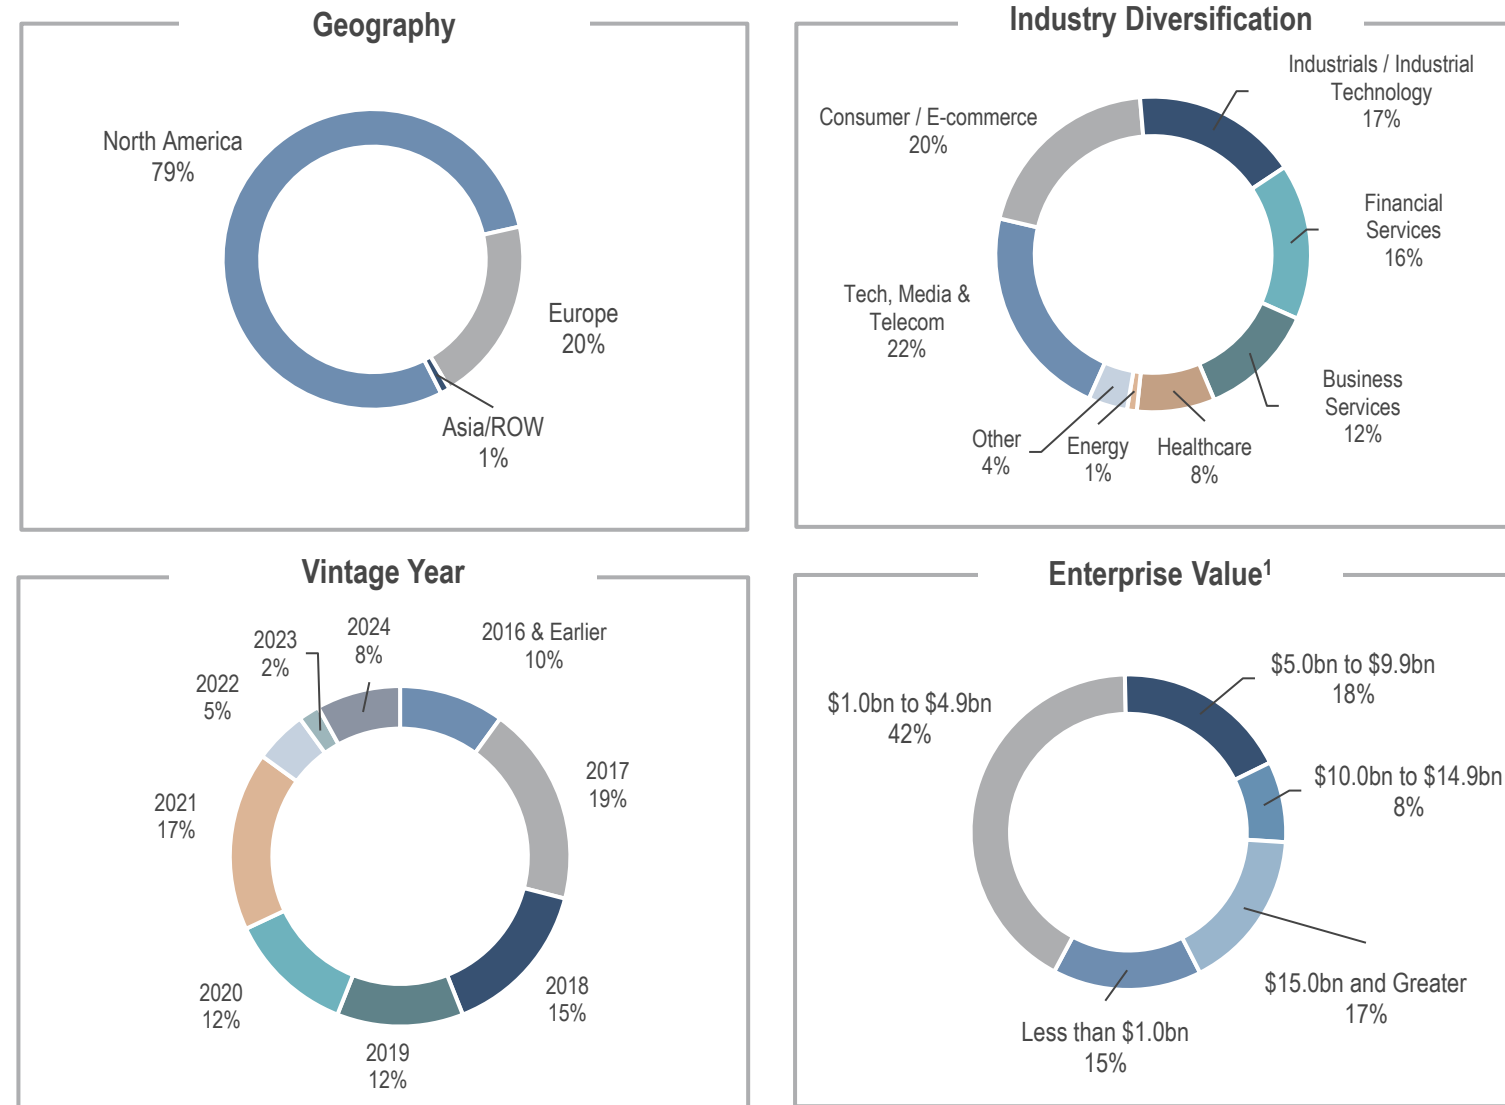 Geography
North America
79%
Europe
20%
Asia/ROW
1%
Industry Diversification
Industrials / Industrial
Technology
17%
Consumer / E-commerce
20%
Financial
Services
16%
Tech, Media &
Telecom
22%
Business
Services
12%
Other
4%
Energy
1%
Healthcare
8%
Vintage Year
2024
8%
2016 & Earlier
10%
2023
2%
2022
5%
2017
19%
2021
17%
2018
15%
2020
12%
2019
12%
Enterprise Value¹
$5.0bn to $9.9bn
18%
$1.0bn to $4.9bn
42%
$10.0bn to $14.9bn
8%
$15.0bn and Greater
17%
Less than $1.0bn
15%